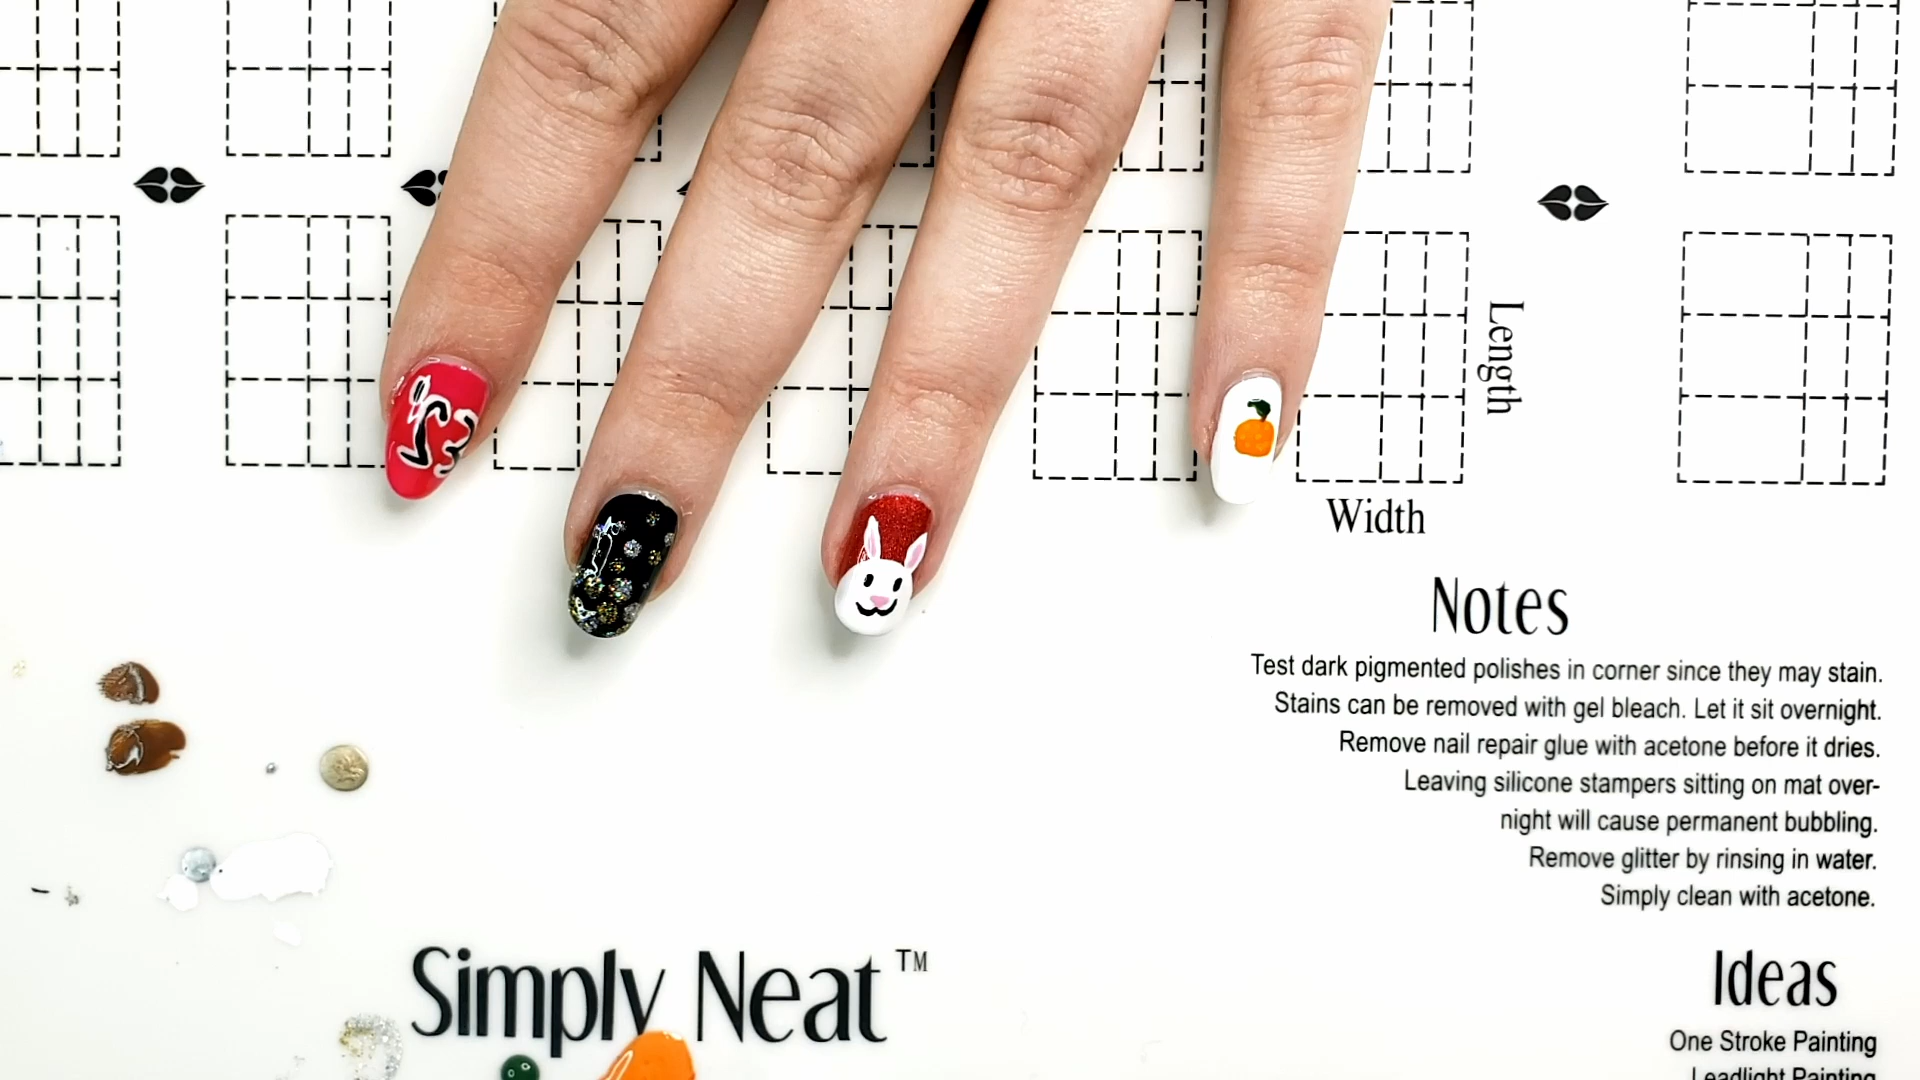 Length
Width
Notes
Test dark pigmented polishes in corner since they may stain.
Stains can be removed with gel bleach. Let it sit overnight.
Remove nail repair glue with acetone before it dries.
Leaving silicone stampers sitting on mat over-
night will cause permanent bubbling.
Remove glitter by rinsing in water.
Simply clean with acetone.
Simply Neat™
Ideas
One Stroke Painting
Leadlight Painting